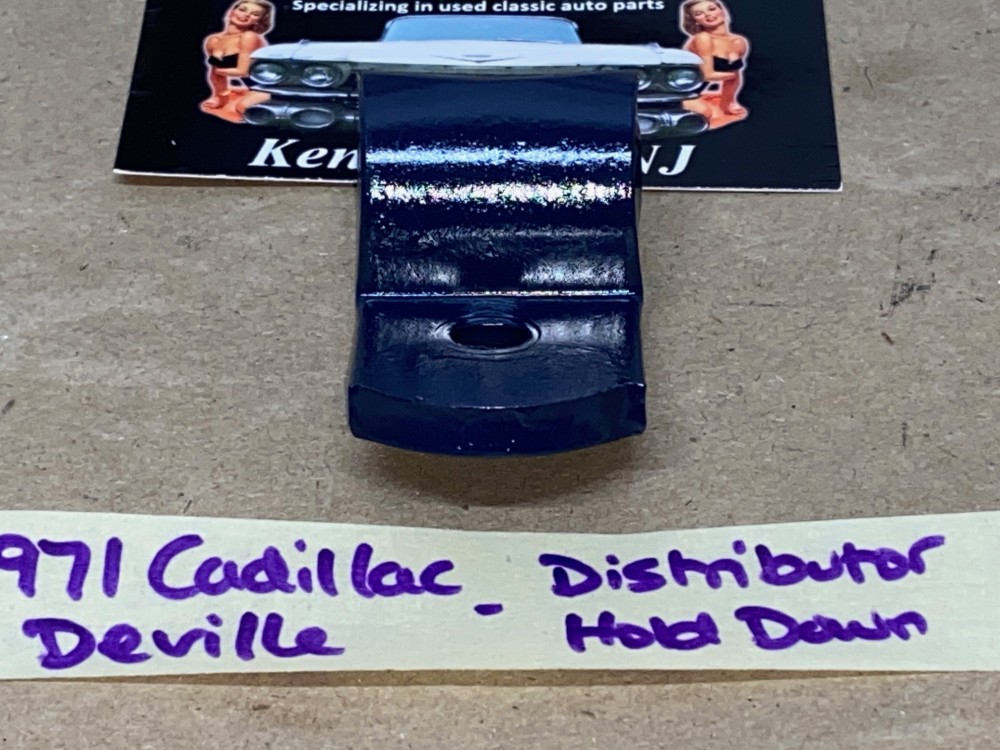 Specializing in used classic auto parts
Ken NJ
971 Cadillac - Distributor
Deville Hold Down